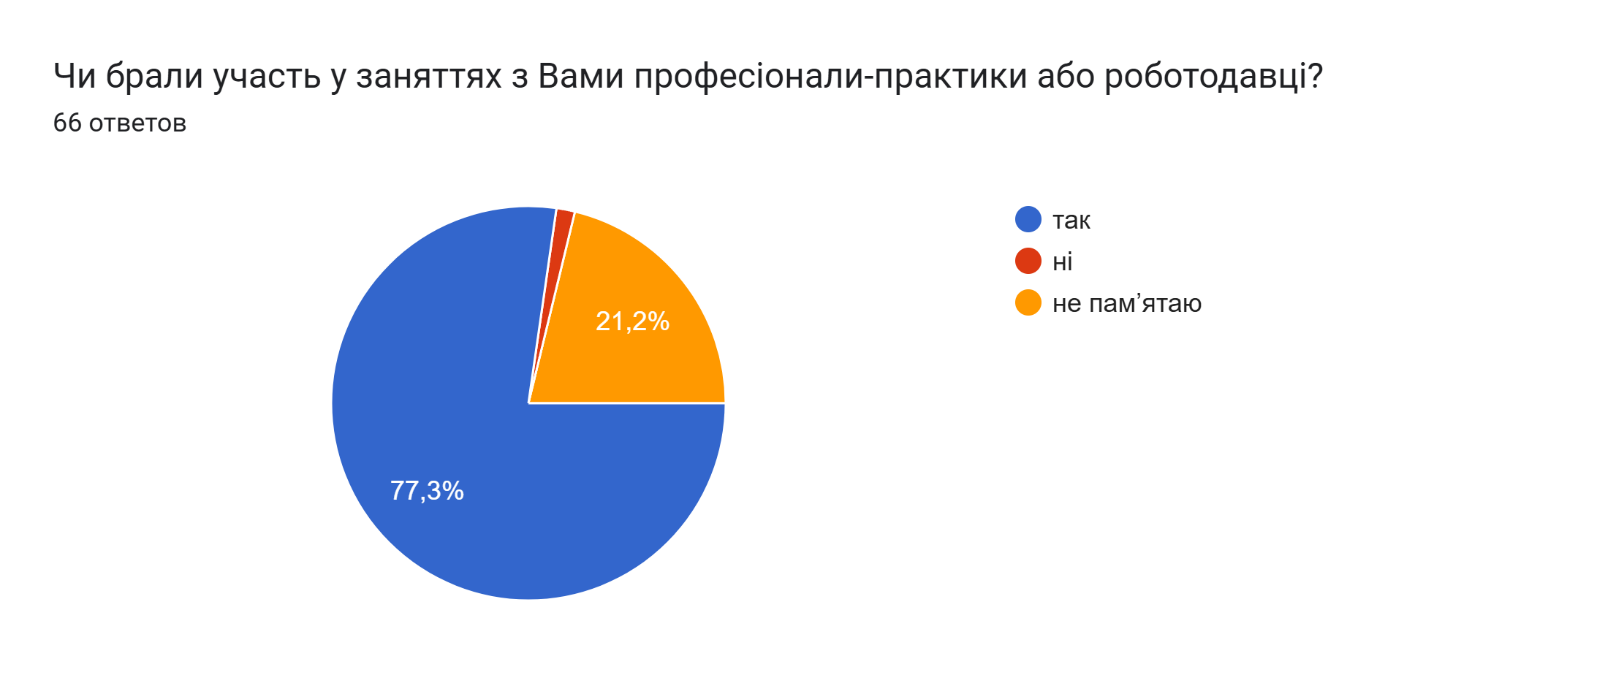 Чи брали участь у заняттях з Вами професіонали-практики або роботодавці?
66 ответов
так
ні
не пам’ятаю
21,2%
77,3%